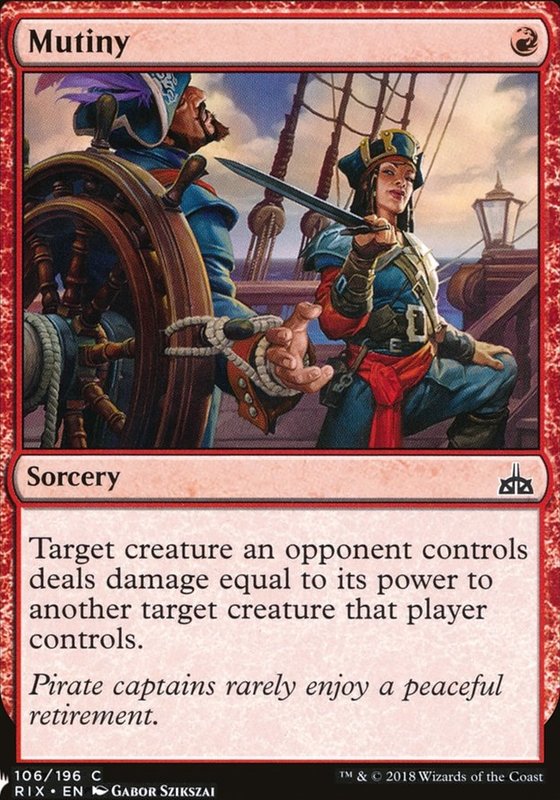 Mutiny
Sorcery
Target creature an opponent controls
deals damage equal to its power to
another target creature that player
controls.
Pirate captains rarely enjoy a peaceful
retirement.
106/196 C
RIX • EN Gabor Szikszai
™ & © 2018 Wizards of the Coast